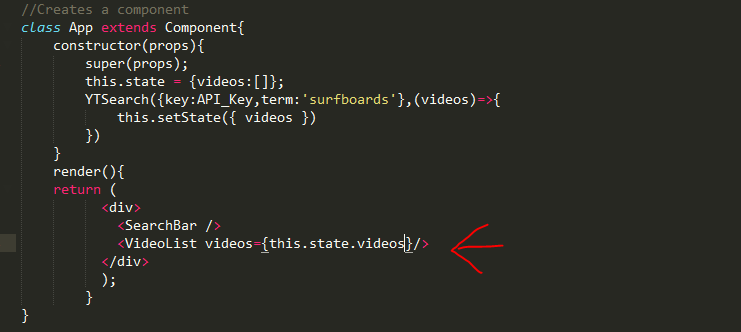 //Creates a component
class App extends Component{
    constructor(props){
        super(props);
        this.state = {videos:[]};
        YTSearch({key:API_Key,term:'surfboards'},(videos)=>{
            this.setState({ videos })
        })
    }
    render(){
    return (
          <div>
            <SearchBar />
            <VideoList videos={this.state.videos}/>
          </div>
          );
        }
}